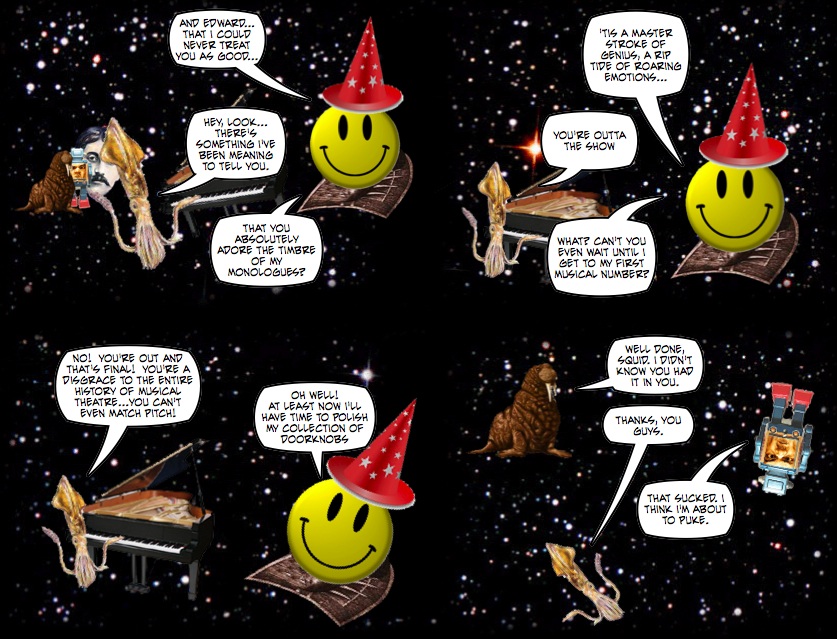 AND EDWARD...
THAT I COULD
NEVER TREAT
YOU AS GOOD...
HEY, LOOK...
THERE'S
SOMETHING I'VE
BEEN MEANING
TO TELL YOU.
THAT YOU
ABSOLUTELY
ADORE THE TIMBRE
OF MY
MONOLOGUES?
'TIS A MASTER
STROKE OF
GENIUS, A RIP
TIDE OF ROARING
EMOTIONS...
YOU'RE OUTTA
THE SHOW
WHAT? CAN'T YOU
EVEN WAIT UNTIL I
GET TO MY FIRST
MUSICAL NUMBER?
NO! YOU'RE OUT AND
THAT'S FINAL! YOU'RE A
DISGRACE TO THE ENTIRE
HISTORY OF MUSICAL
THEATRE...YOU CAN'T
EVEN MATCH PITCH!
OH WELL!
AT LEAST NOW I'LL
HAVE TIME TO POLISH
MY COLLECTION OF
DOORKNOBS
WELL DONE,
SQUID. I DIDN'T
KNOW YOU HAD
IT IN YOU.
THANKS, YOU
GUYS.
THAT SUCKED. I
THINK I'M ABOUT
TO PUKE.